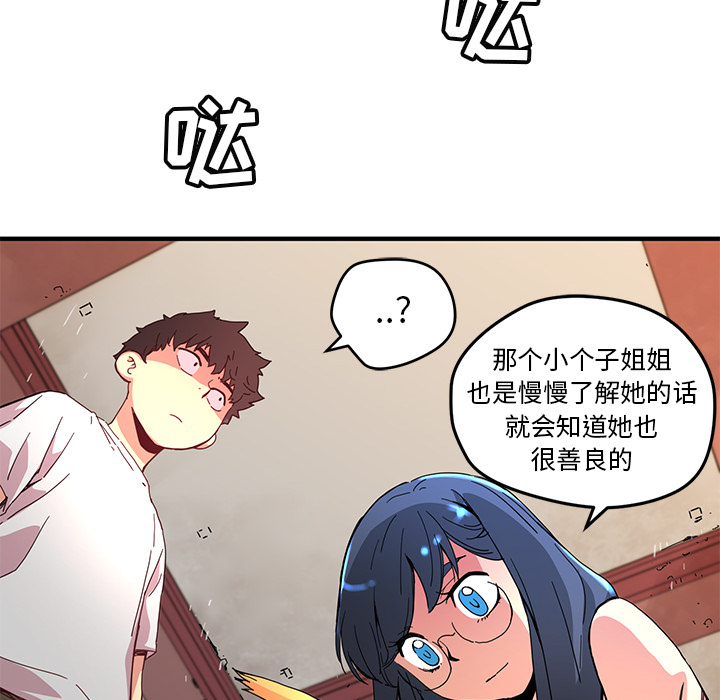 哒
哒
..?
那个小个子姐姐
也是慢慢了解她的话
就会知道她也
很善良的